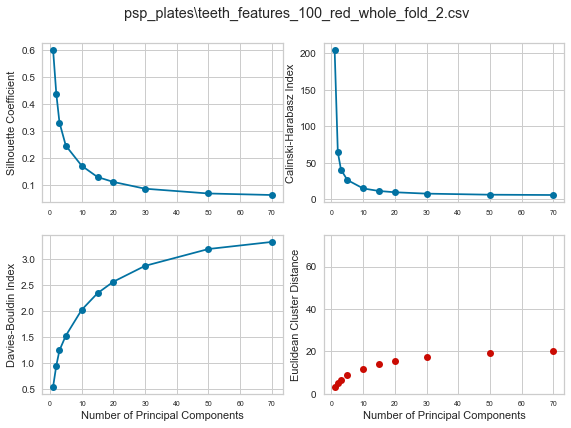 psp_plates\teeth_features_100_red_whole_fold_2.csv
Silhouette Coefficient
0.6
0.5
0.4
0.3
0.2
0.1
0 10 20 30 40 50 60 70
Calinski-Harabasz Index
200
150
100
50
0
0 10 20 30 40 50 60 70
Davies-Bouldin Index
3.0
2.5
2.0
1.5
1.0
0.5
0 10 20 30 40 50 60 70
Number of Principal Components
Euclidean Cluster Distance
60
40
20
0
0 10 20 30 40 50 60 70
Number of Principal Components